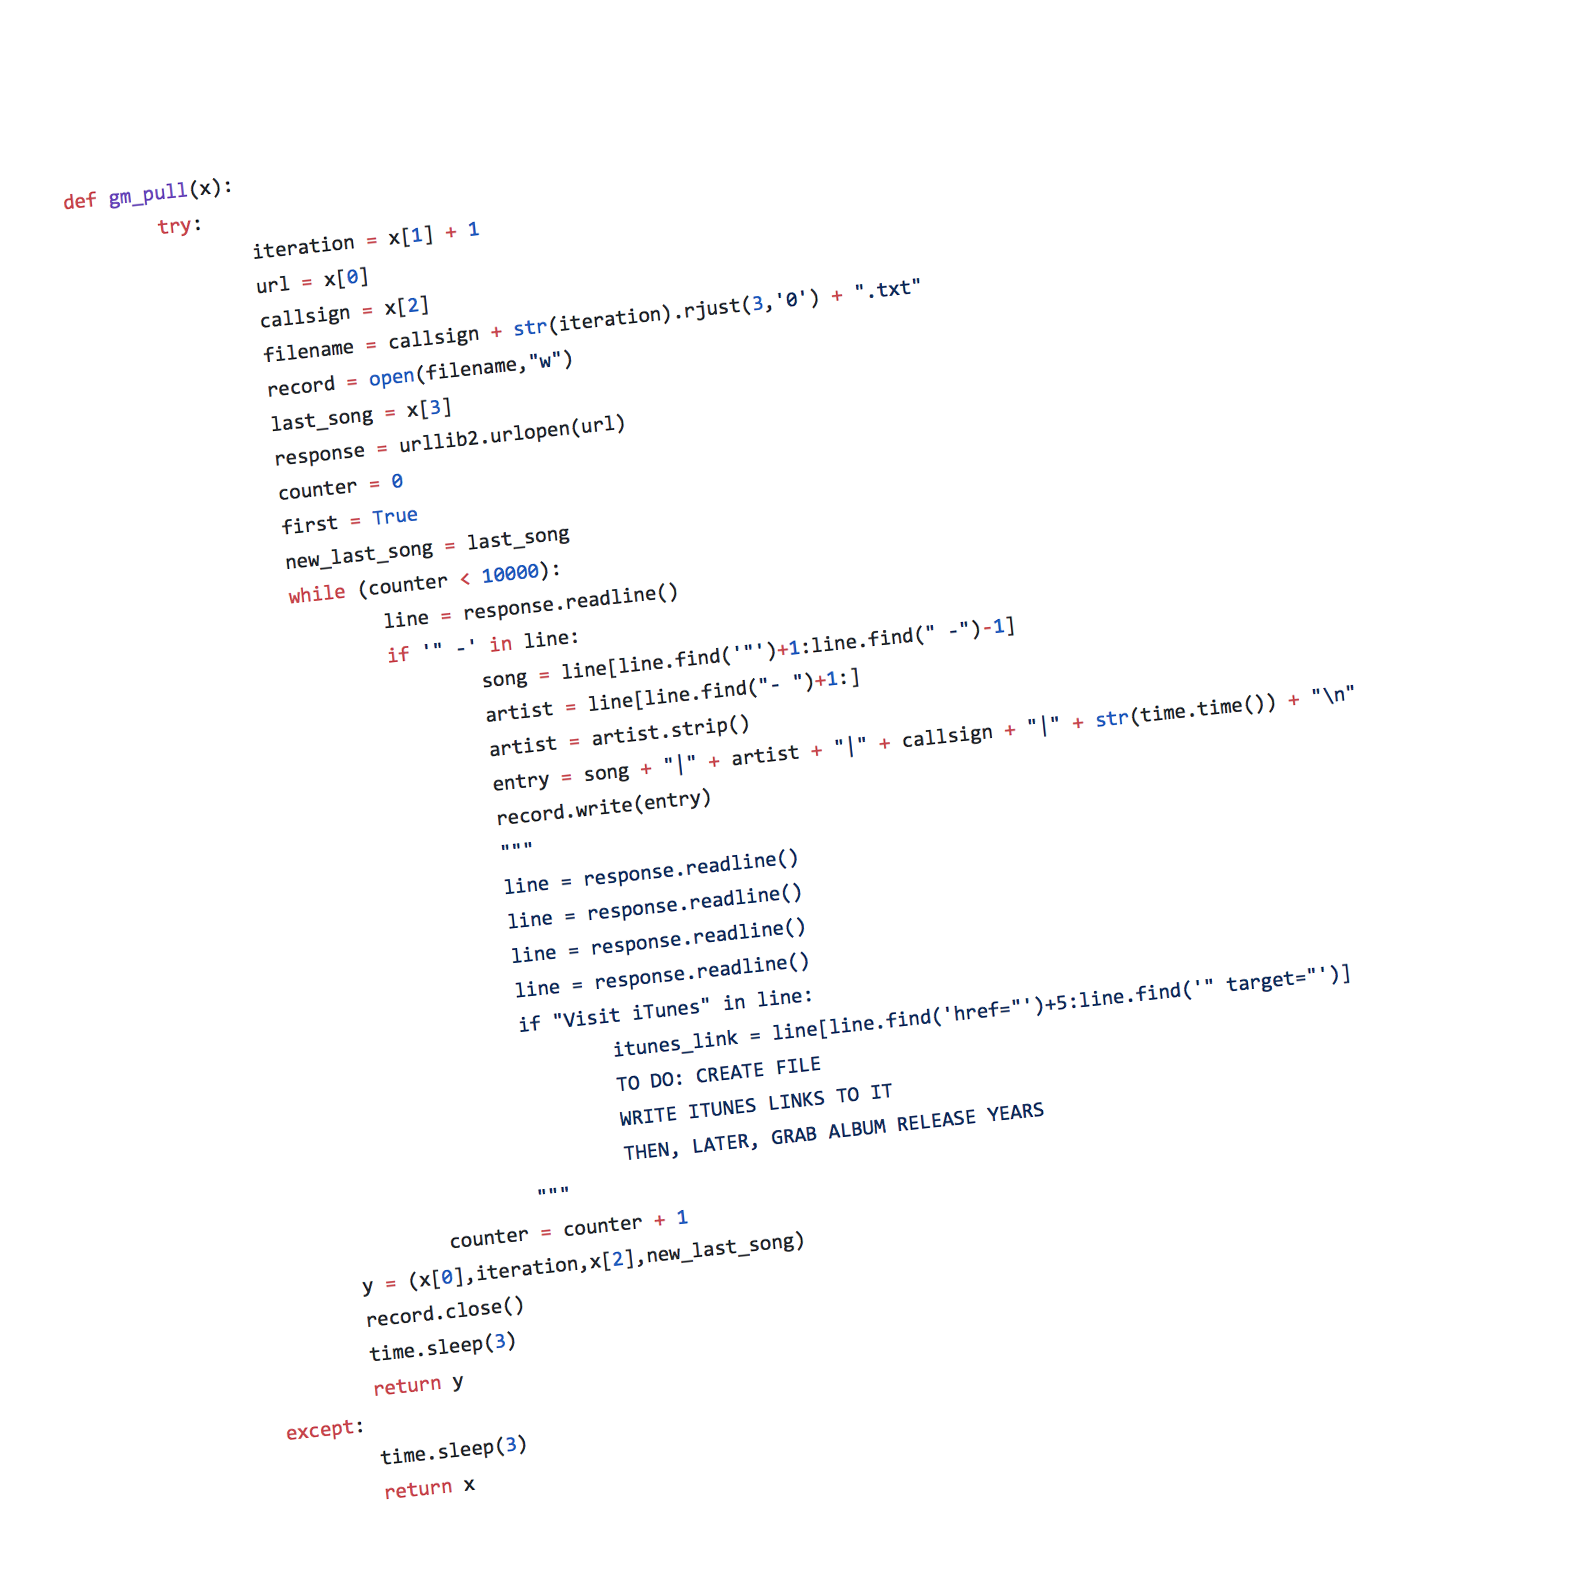 def gm_pull(x):
try:
iteration = x[1] + 1
url = x[0]
callsign = x[2]
filename = callsign + str(iteration).rjust(3,'0') + ".txt"
record = open(filename,"w")
last_song = x[3]
response = urllib2.urlopen(url)
counter = 0
first = True
new_last_song = last_song
while (counter < 10000):
line = response.readline()
if '" -' in line:
song = line[line.find('"')+1:line.find(" -")-1]
artist = line[line.find("- ")+1:]
artist = artist.strip()
entry = song + "|" + artist + "|" + callsign + "|" + str(time.time()) + "\n"
record.write(entry)
"""
line = response.readline()
line = response.readline()
line = response.readline()
line = response.readline()
if "Visit iTunes" in line:
itunes_link = line[line.find('href="')+5:line.find('" target="')]
TO DO: CREATE FILE
WRITE ITUNES LINKS TO IT
THEN, LATER, GRAB ALBUM RELEASE YEARS
"""
counter = counter + 1
y = (x[0],iteration,x[2],new_last_song)
record.close()
time.sleep(3)
return y
except:
time.sleep(3)
return x